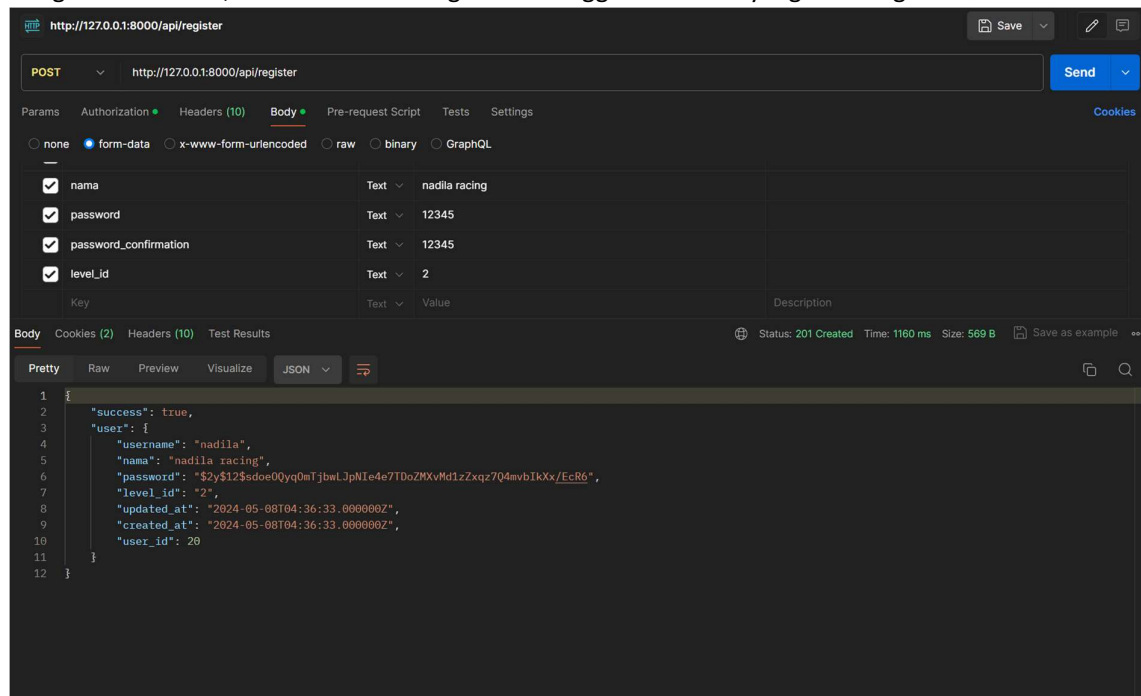 HTTP http://127.0.0.1:8000/api/register Save
POST http://127.0.0.1:8000/api/register Send
Params Authorization Headers (10) Body Pre-request Script Tests Settings Cookies
none form-data x-www-form-urlencoded raw binary GraphQL
nama Text nadila racing
password Text 12345
password_confirmation Text 12345
level_id Text 2
Key Text Value Description
Body Cookies (2) Headers (10) Test Results Status: 201 Created Time: 1160 ms Size: 569 B Save as example
Pretty Raw Preview Visualize JSON
1 {
2 "success": true,
3 "user": {
4 "username": "nadila",
5 "nama": "nadila racing",
6 "password": "$2y$12$sdoeOQyqOmTjbwLJpNIe4e7TDoZMXvMd1zZxqz7Q4mvbIkXx/EcR6",
7 "level_id": "2",
8 "updated_at": "2024-05-08T04:36:33.000000Z",
9 "created_at": "2024-05-08T04:36:33.000000Z",
10 "user_id": 20
11 }
12 }